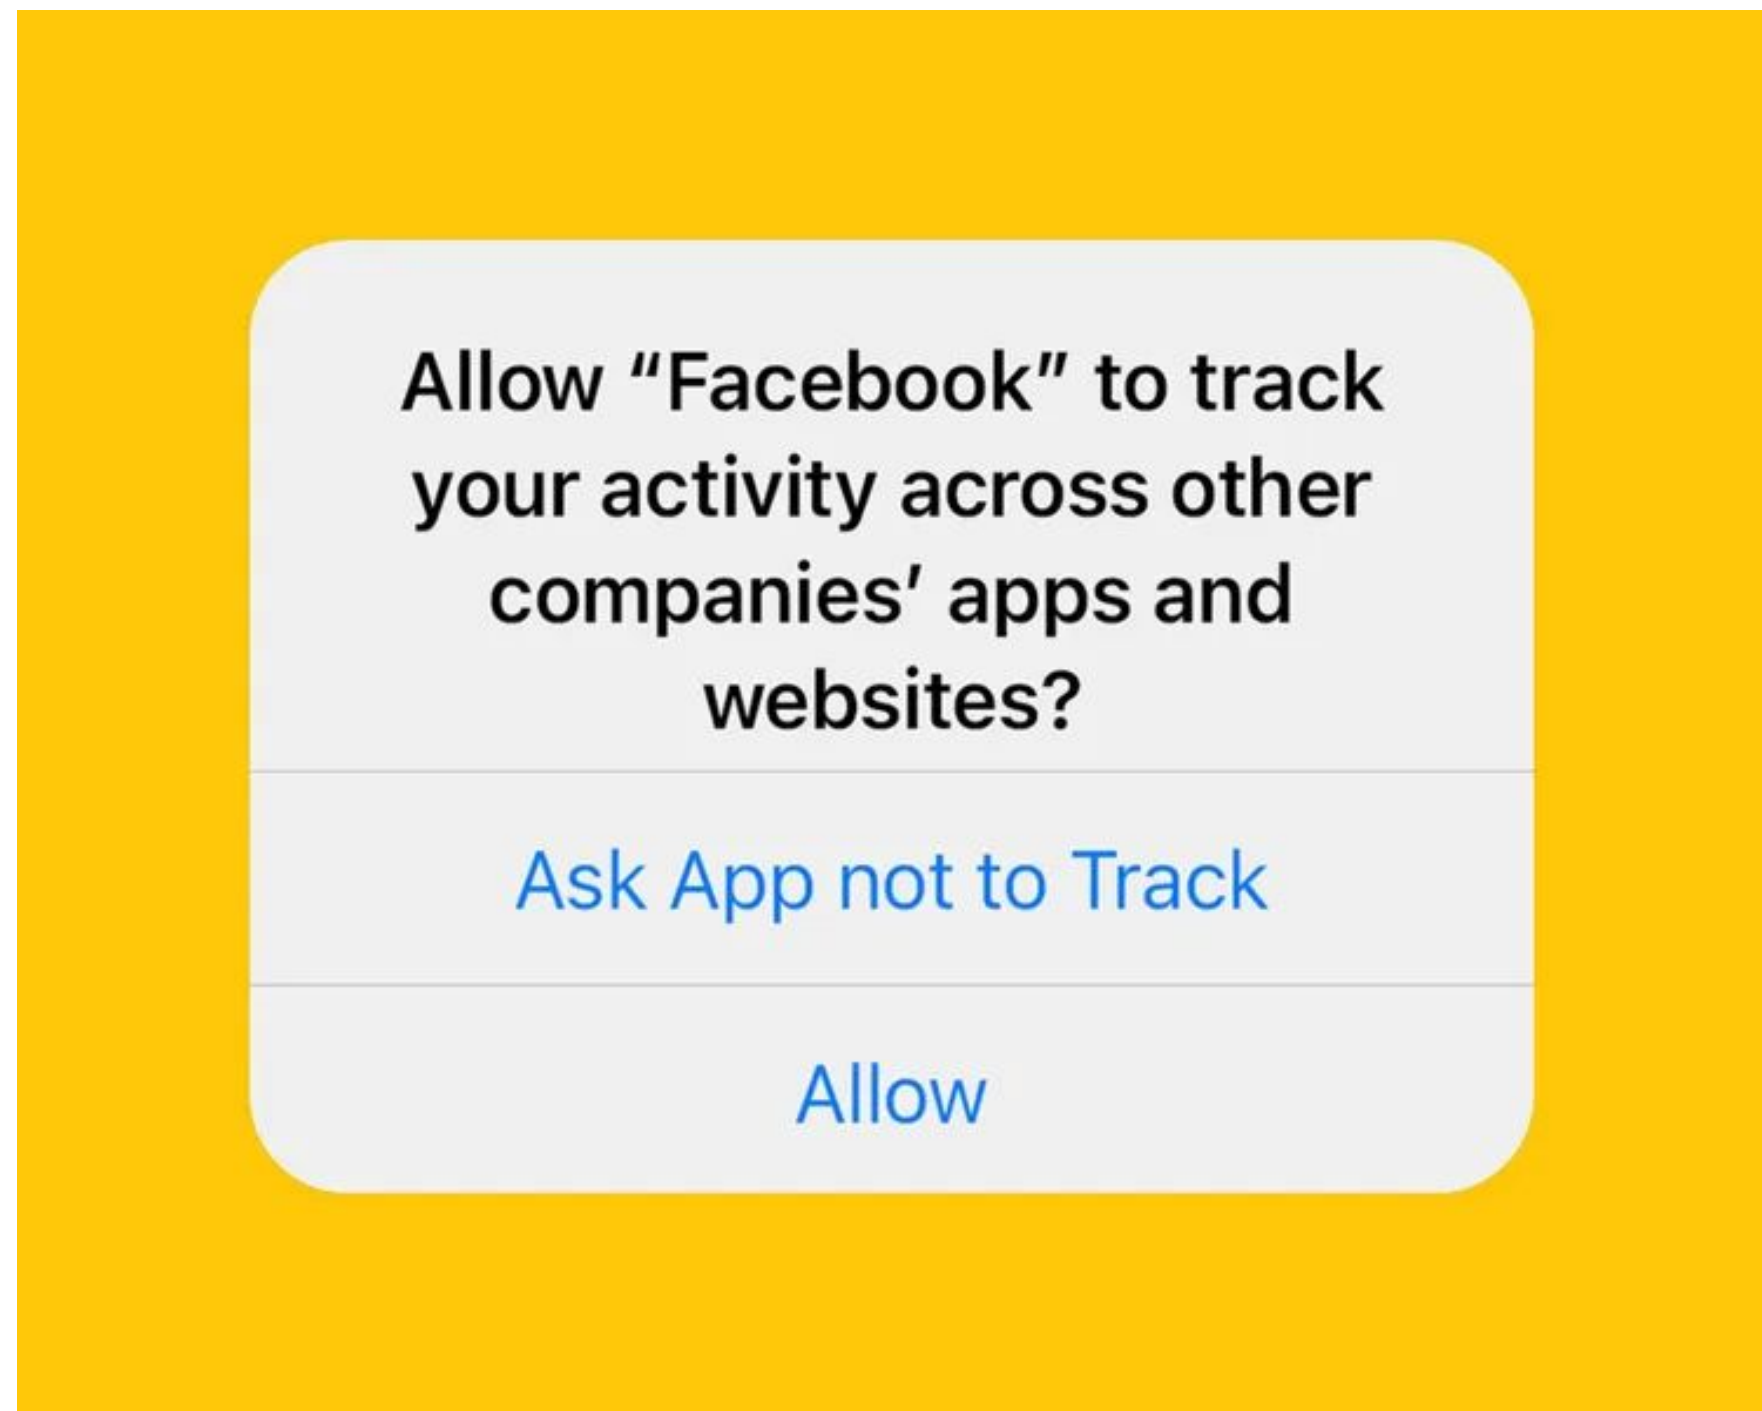 Allow “Facebook” to track
your activity across other
companies’ apps and
websites?
Ask App not to Track
Allow